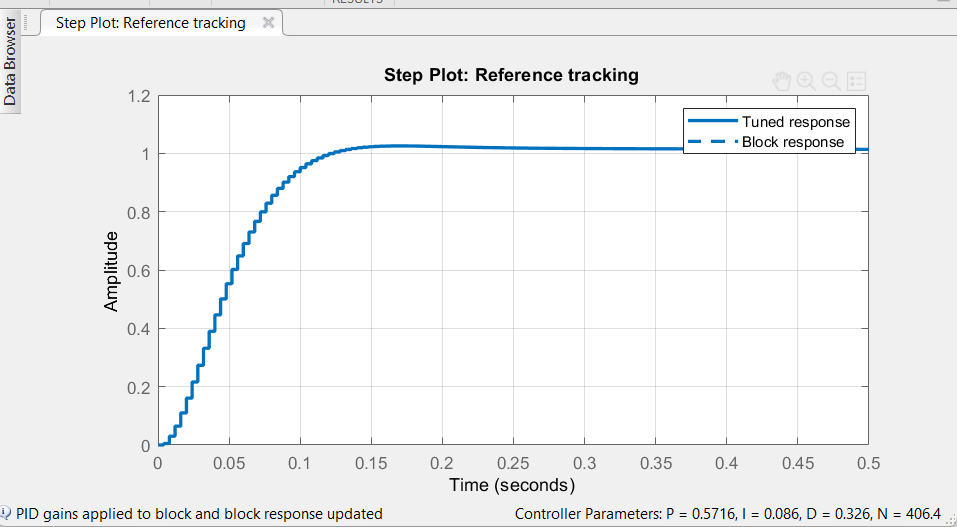 RESULTS
Data Browser
Step Plot: Reference tracking
Step Plot: Reference tracking
Tuned response
Block response
Amplitude
1.2
1
0.8
0.6
0.4
0.2
0
0 0.05 0.1 0.15 0.2 0.25 0.3 0.35 0.4 0.45 0.5
Time (seconds)
PID gains applied to block and block response updated
Controller Parameters: P = 0.5716, I = 0.086, D = 0.326, N = 406.4